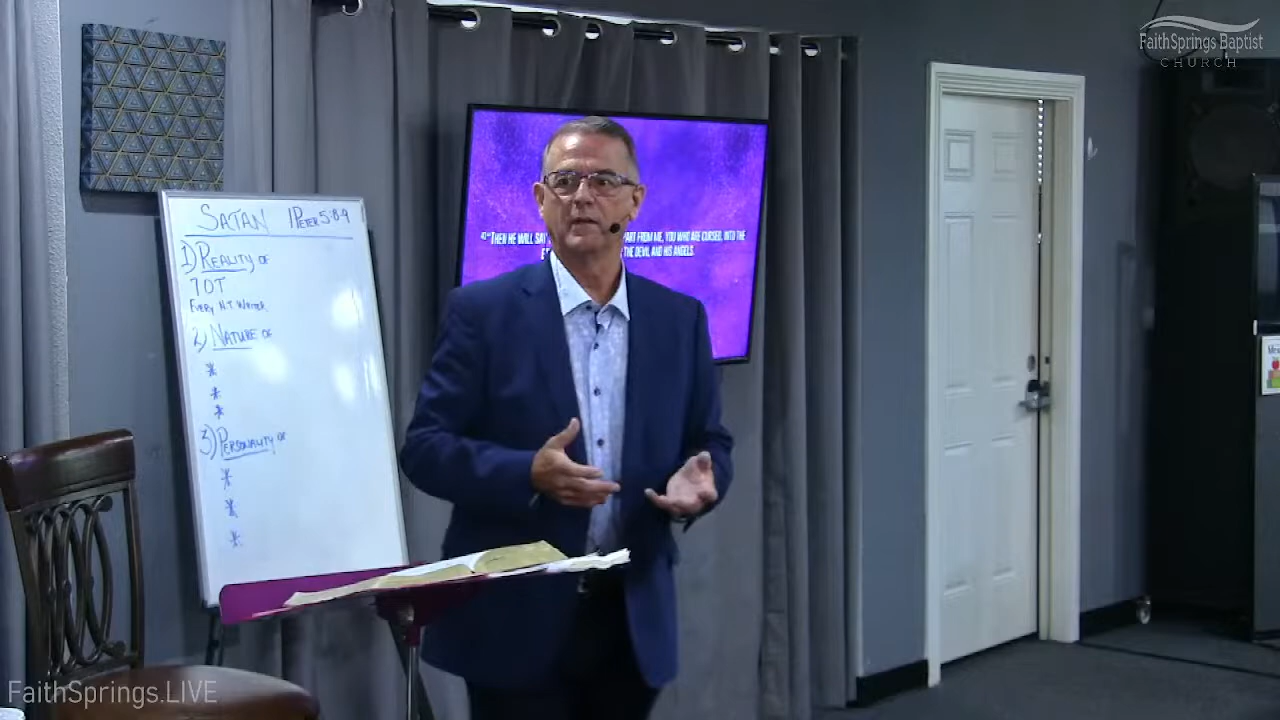 FaithSprings Baptist
CHURCH
SATAN 1 PETER 5:8-9
1) REALITY OF
7 OT
EVERY N.T. WRITER
2) NATURE OF
*
*
*
3) PERSONALITY OF
*
*
*
41 "THEN HE WILL SAY PART FROM ME, YOU WHO ARE CURSED, INTO THE
THE DEVIL AND HIS ANGELS.
FaithSprings.LIVE